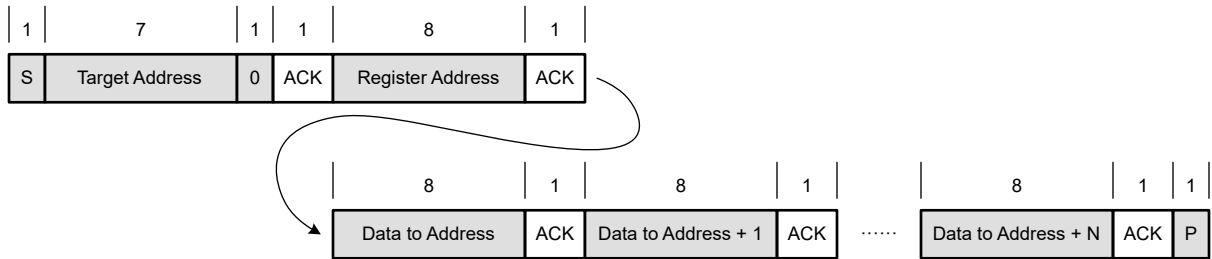 1 7 1 1 8 1
S Target Address 0 ACK Register Address ACK
8 1 8 1 8 1 1
Data to Address ACK Data to Address + 1 ACK ...... Data to Address + N ACK P